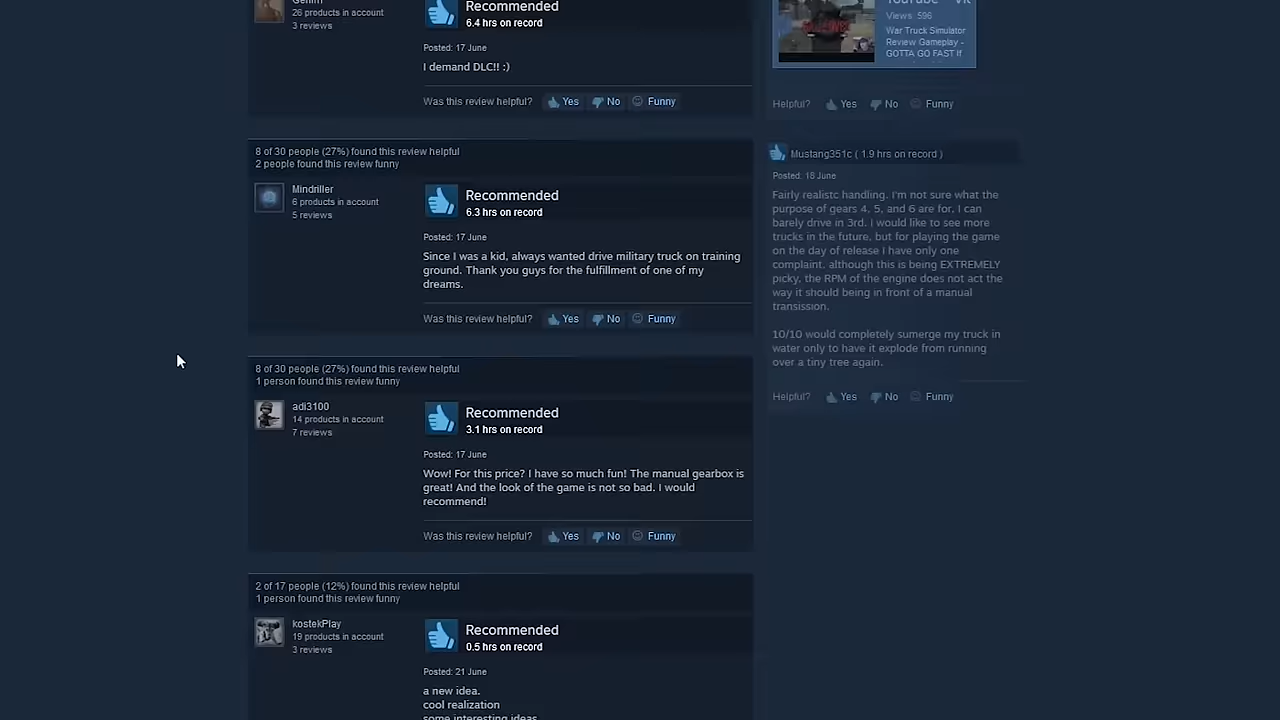 26 products in account
3 reviews
Recommended
6.4 hrs on record
Posted: 17 June
I demand DLC!! :)
Was this review helpful? Yes No Funny
8 of 30 people (27%) found this review helpful
2 people found this review funny
Mindriller
6 products in account
5 reviews
Recommended
6.3 hrs on record
Posted: 17 June
Since I was a kid, always wanted drive military truck on training
ground. Thank you guys for the fulfillment of one of my
dreams.
Was this review helpful? Yes No Funny
8 of 30 people (27%) found this review helpful
1 person found this review funny
adi3100
14 products in account
7 reviews
Recommended
3.1 hrs on record
Posted: 17 June
Wow! For this price? I have so much fun! The manual gearbox is
great! And the look of the game is not so bad. I would
recommend!
Was this review helpful? Yes No Funny
2 of 17 people (12%) found this review helpful
1 person found this review funny
kostekPlay
19 products in account
3 reviews
Recommended
0.5 hrs on record
Posted: 21 June
a new idea.
cool realization
some interesting ideas
YouTube
Views 596
War Truck Simulator
Review Gameplay -
GOTTA GO FAST If
Helpful? Yes No Funny
Mustang351c ( 1.9 hrs on record )
Posted: 18 June
Fairly realistc handling. I'm not sure what the
purpose of gears 4, 5, and 6 are for, I can
barely drive in 3rd. I would like to see more
trucks in the future, but for playing the game
on the day of release I have only one
complaint. although this is being EXTREMELY
picky, the RPM of the engine does not act the
way it should being in front of a manual
transission.
10/10 would completely sumerge my truck in
water only to have it explode from running
over a tiny tree again.
Helpful? Yes No Funny